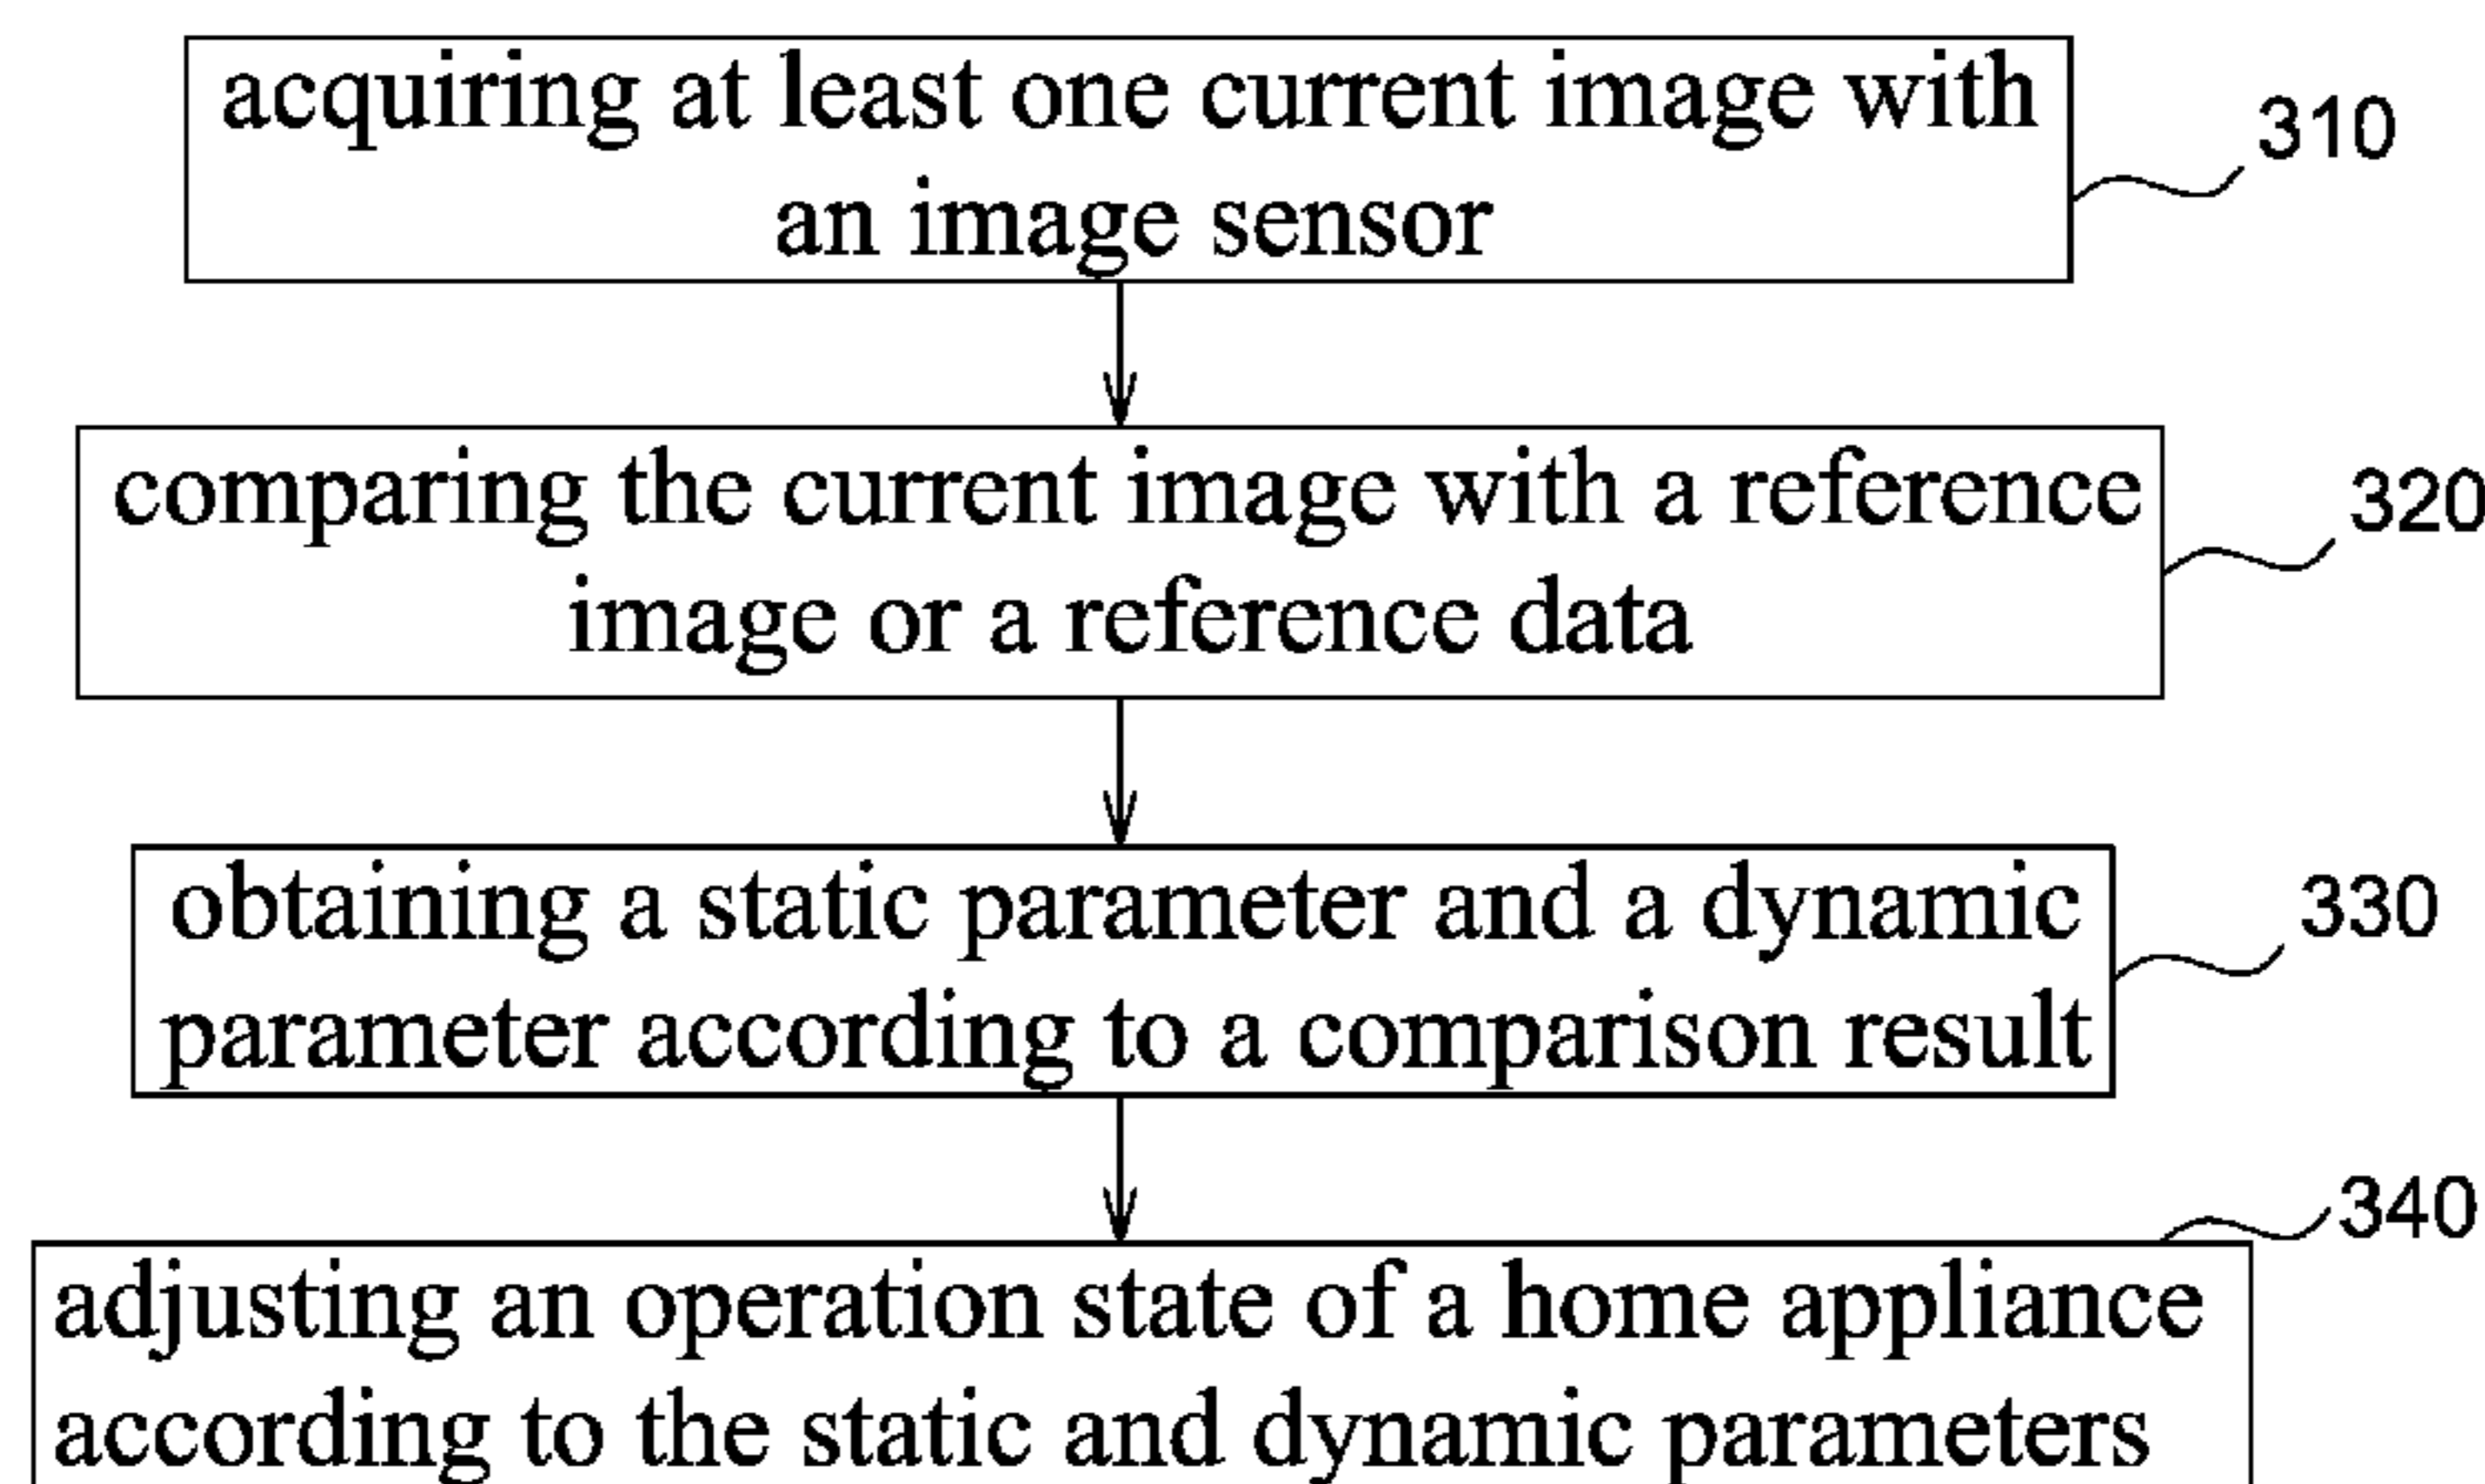 acquiring at least one current image with
an image sensor
310
comparing the current image with a reference
image or a reference data
320
obtaining a static parameter and a dynamic
parameter according to a comparison result
330
340
adjusting an operation state of a home appliance
according to the static and dynamic parameters